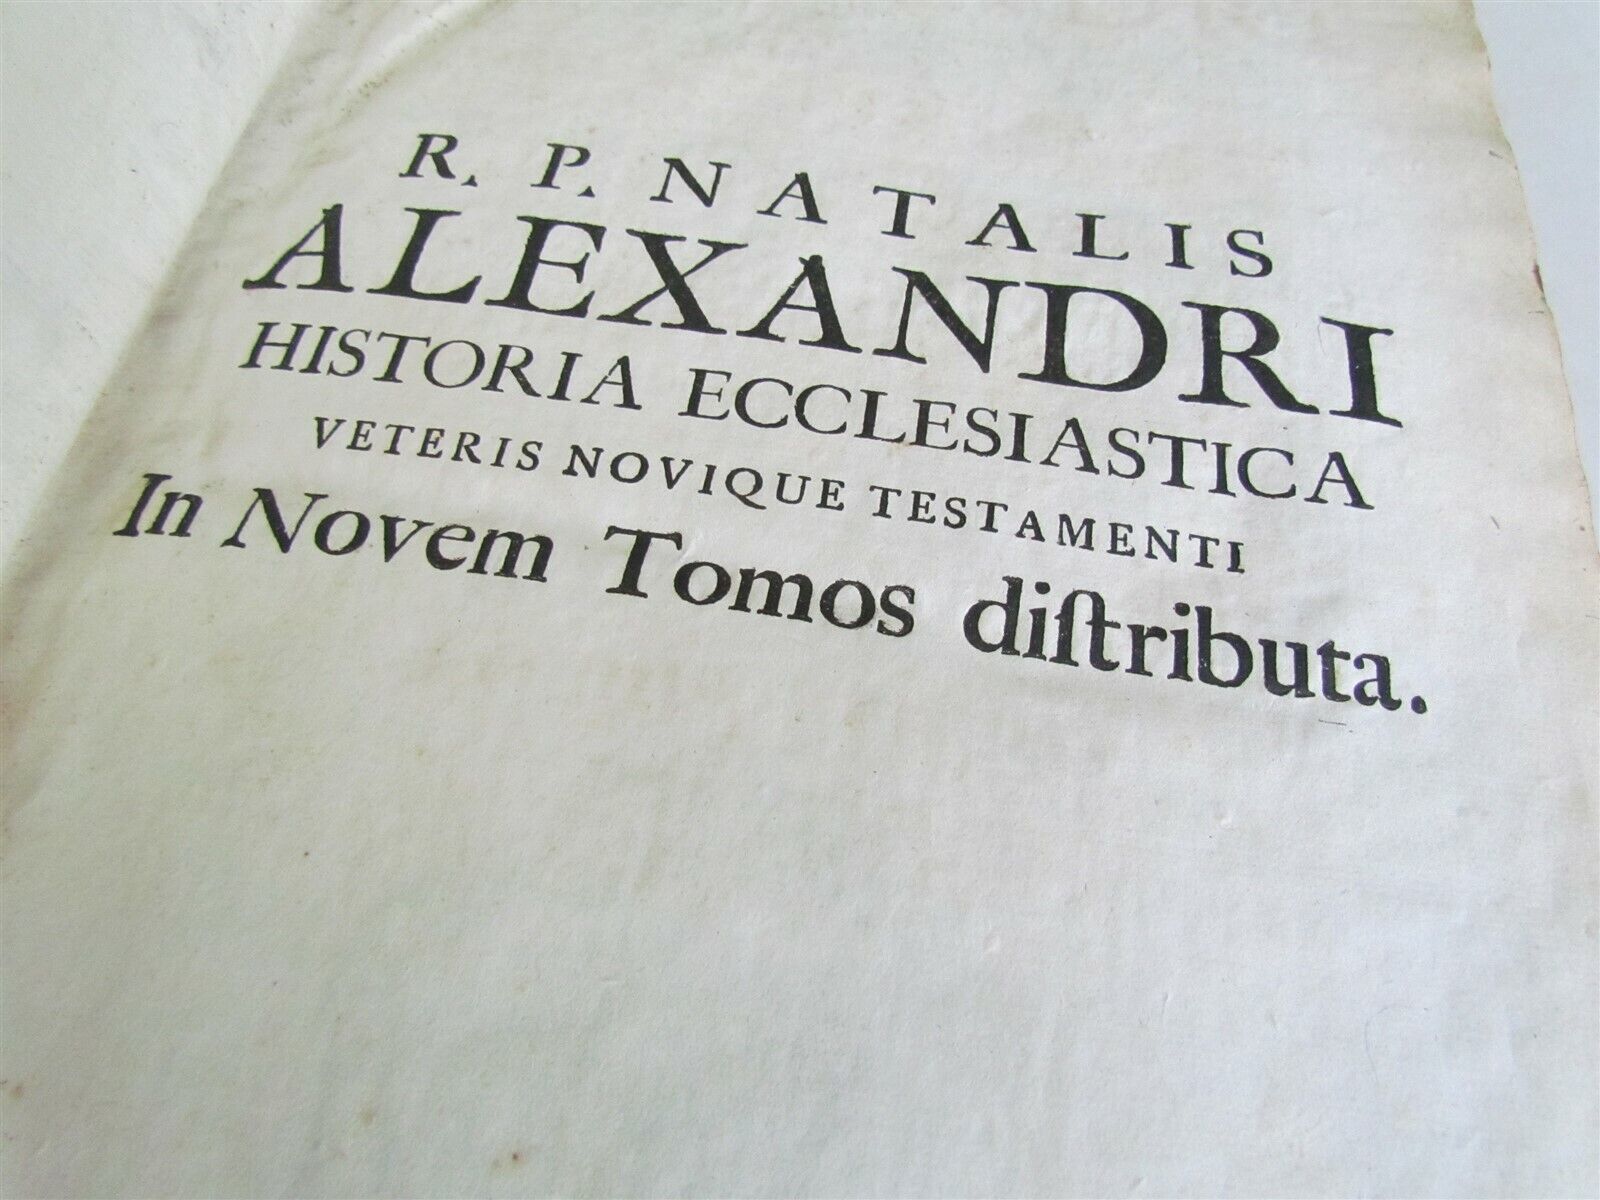 R. P. NATALIS
ALEXANDRI
HISTORIA ECCLESIASTICA
VETERIS NOVIQUE TESTAMENTI
In Novem Tomos diſtributa.